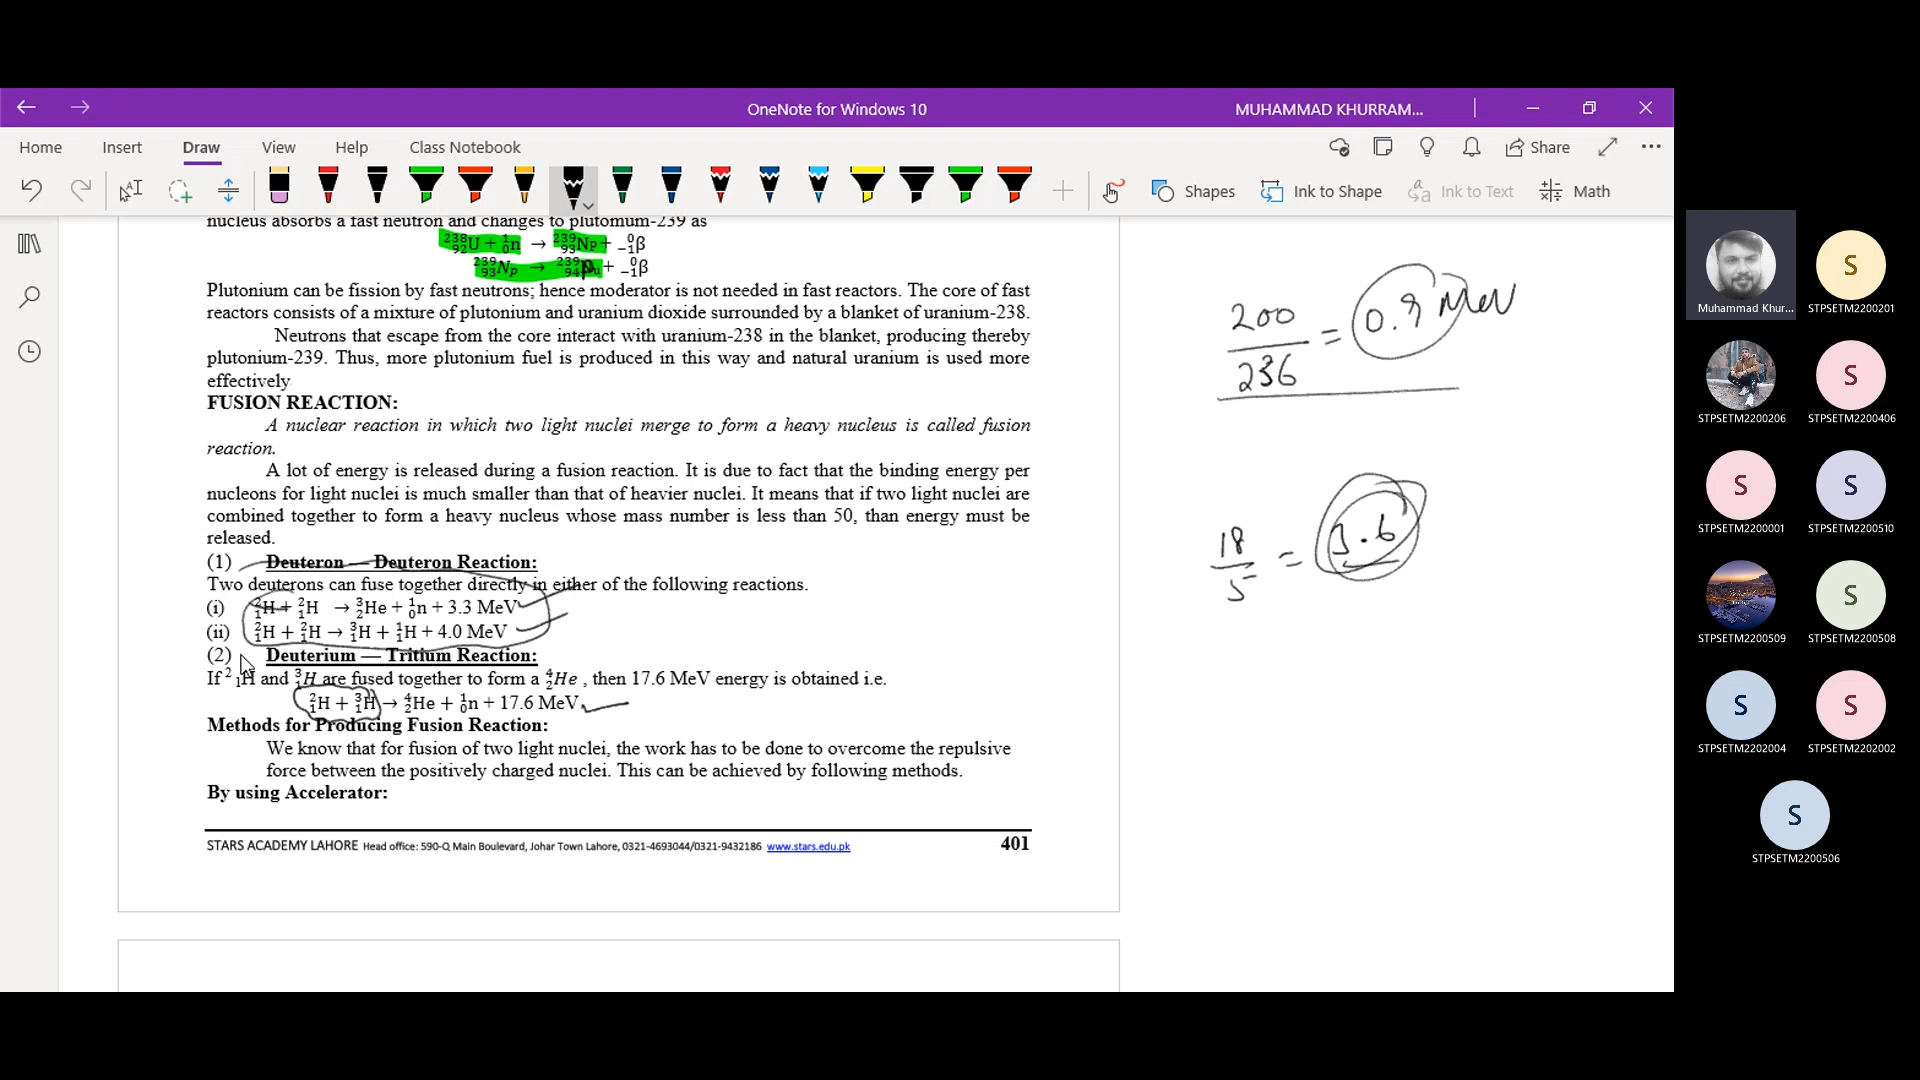 OneNote for Windows 10
MUHAMMAD KHURRAM...
Home Insert Draw View Help Class Notebook
Share
Shapes Ink to Shape Ink to Text Math
nucleus absorbs a fast neutron and changes to plutomum-239 as
²³⁸₉₂U + ¹₀n → ²³⁹₉₃Np + ⁰₋₁β
²³⁹₉₃Np → ²³⁹₉₄Pu + ⁰₋₁β
Plutonium can be fission by fast neutrons; hence moderator is not needed in fast reactors. The core of fast
reactors consists of a mixture of plutonium and uranium dioxide surrounded by a blanket of uranium-238.
Neutrons that escape from the core interact with uranium-238 in the blanket, producing thereby
plutonium-239. Thus, more plutonium fuel is produced in this way and natural uranium is used more
effectively
FUSION REACTION:
A nuclear reaction in which two light nuclei merge to form a heavy nucleus is called fusion
reaction.
A lot of energy is released during a fusion reaction. It is due to fact that the binding energy per
nucleons for light nuclei is much smaller than that of heavier nuclei. It means that if two light nuclei are
combined together to form a heavy nucleus whose mass number is less than 50, than energy must be
released.
(1) Deuteron — Deuteron Reaction:
Two deuterons can fuse together directly in either of the following reactions.
(i) ²₁H + ²₁H → ³₂He + ¹₀n + 3.3 MeV
(ii) ²₁H + ²₁H → ³₁H + ¹₁H + 4.0 MeV
(2) Deuterium — Tritium Reaction:
If ²₁H and ³₁H are fused together to form a ⁴₂He , then 17.6 MeV energy is obtained i.e.
²₁H + ³₁H → ⁴₂He + ¹₀n + 17.6 MeV
Methods for Producing Fusion Reaction:
We know that for fusion of two light nuclei, the work has to be done to overcome the repulsive
force between the positively charged nuclei. This can be achieved by following methods.
By using Accelerator:
STARS ACADEMY LAHORE Head office: 590-Q Main Boulevard, Johar Town Lahore, 0321-4693044/0321-9432186 www.stars.edu.pk 401
200/236 = 0.9 MeV
18/5 = 3.6
Muhammad Khur...
S
STPSETM2200201
STPSETM2200206
S
STPSETM2200406
S
STPSETM2200001
S
STPSETM2200510
STPSETM2200509
S
STPSETM2200508
S
STPSETM2202004
S
STPSETM2202002
S
STPSETM2200506